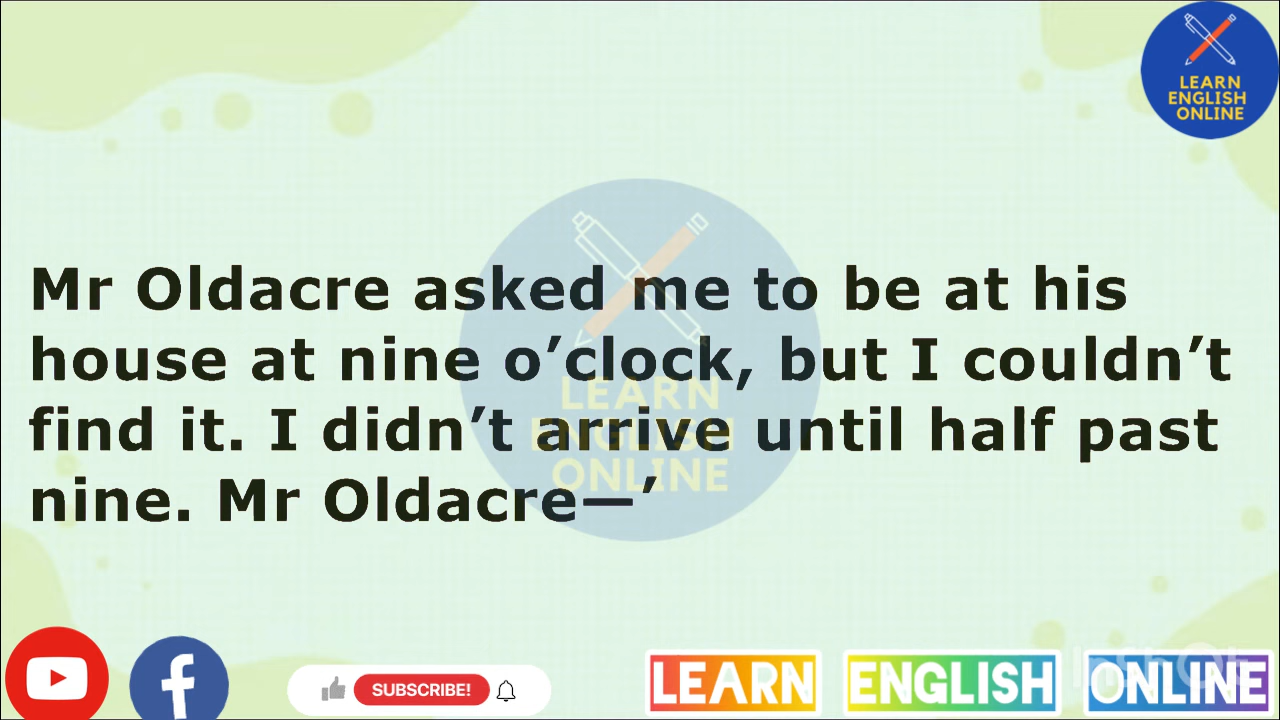 LEARN
ENGLISH
ONLINE
Mr Oldacre asked me to be at his
house at nine o’clock, but I couldn’t
find it. I didn’t arrive until half past
nine. Mr Oldacre—’
LEARN
ENGLISH
ONLINE
SUBSCRIBE!
LEARN ENGLISH ONLINE